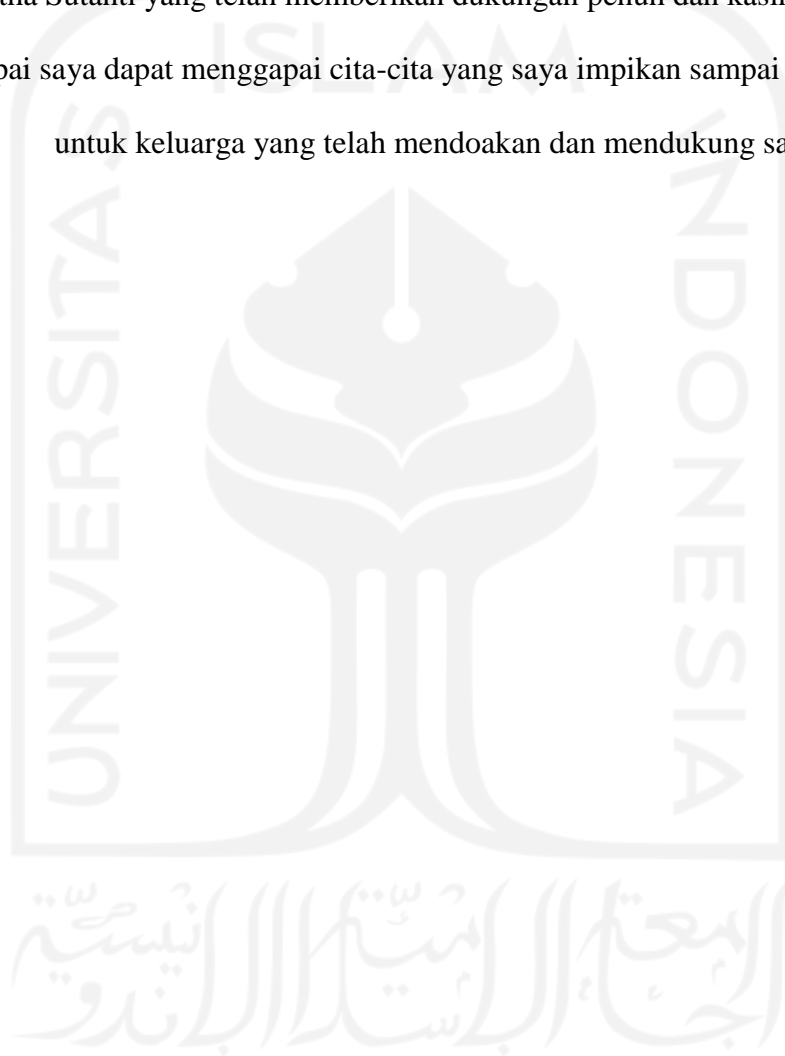 Sutanti yang telah memberikan dukungan penuh dan
saya dapat menggapai cita-cita yang saya impikan sampai
untuk keluarga yang telah mendoakan dan mendukung
ISLAM
UNIVERSITAS
INDONESIA